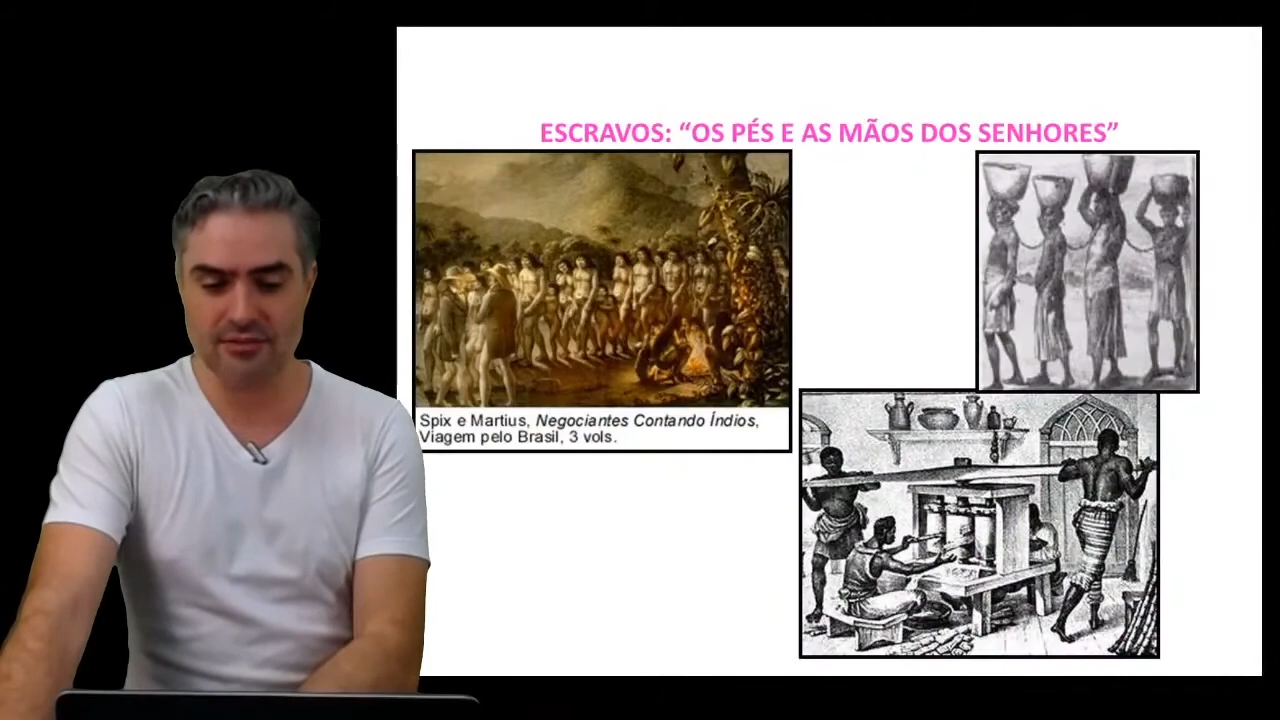 ESCRAVOS: “OS PÉS E AS MÃOS DOS SENHORES”
Spix e Martius, Negociantes Contando Índios,
Viagem pelo Brasil, 3 vols.